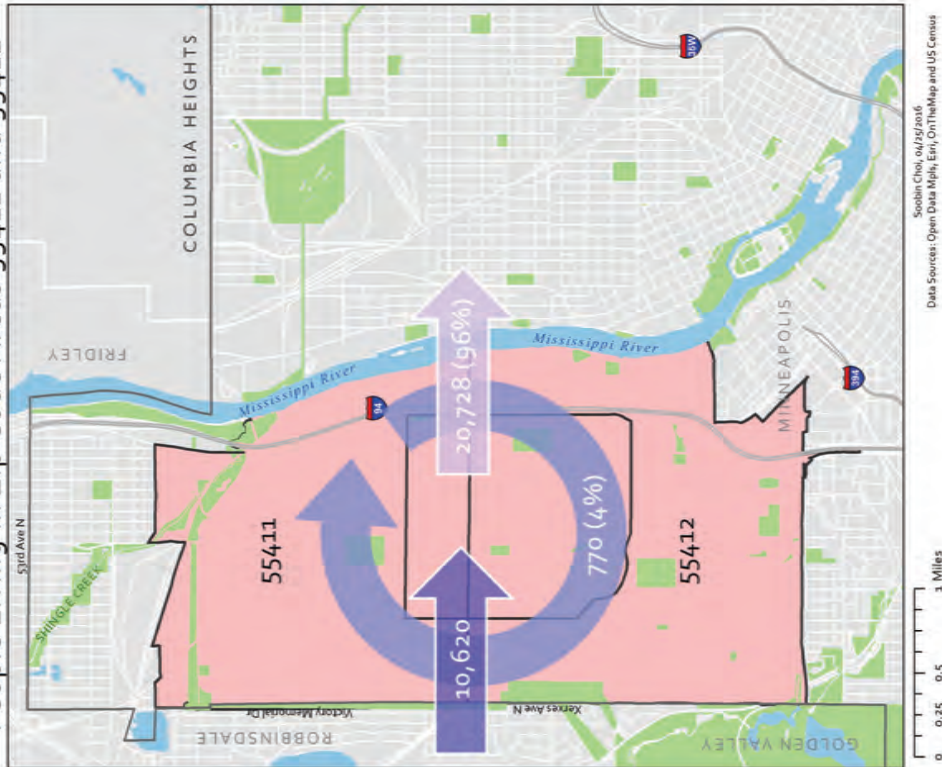 53rd Ave N
SHINGLE CREEK
FRIDLEY
COLUMBIA HEIGHTS
Mississippi River
94
35W
55411
Victory Memorial Dr
ROBBINSDALE
10,620
20,728 (96%)
770 (4%)
Mississippi River
Xerxes Ave N
55412
MINNEAPOLIS
394
GOLDEN VALLEY
0 0.25 0.5 1 Miles
Soobin Choi, 04/25/2016
Data Sources: Open Data Mpls, Esri, OnTheMap and US Census